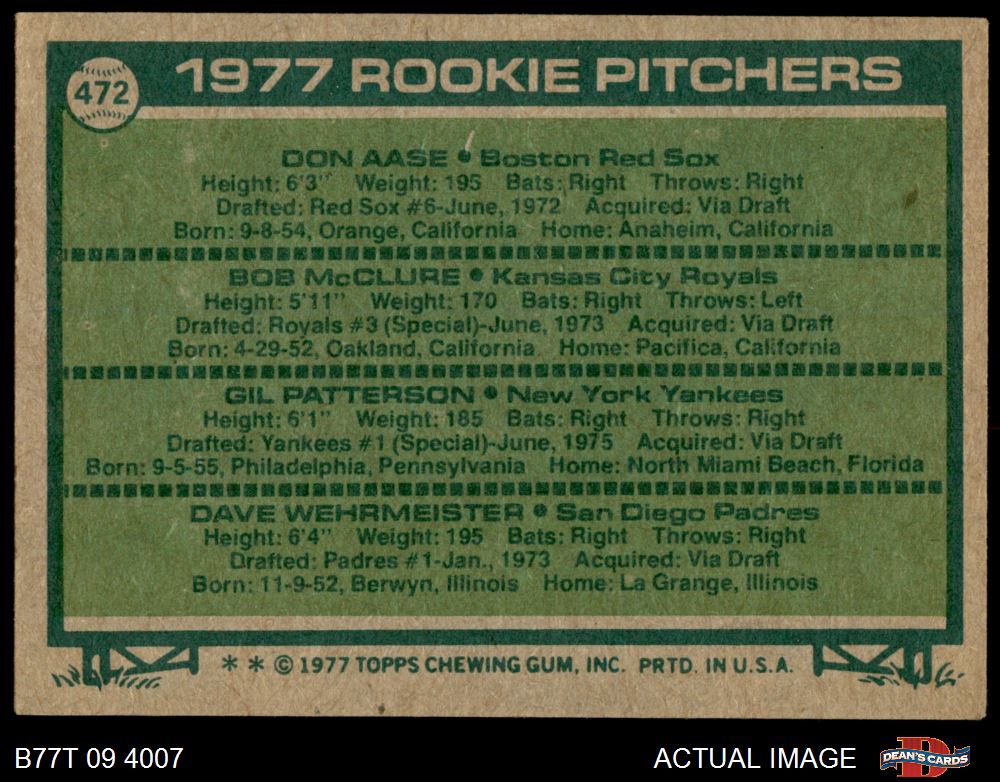 472
1977 ROOKIE PITCHERS
DON AASE • Boston Red Sox
Height: 6'3" Weight: 195 Bats: Right Throws: Right
Drafted: Red Sox #6-June, 1972 Acquired: Via Draft
Born: 9-8-54, Orange, California Home: Anaheim, California
BOB McCLURE • Kansas City Royals
Height: 5'11" Weight: 170 Bats: Right Throws: Left
Drafted: Royals #3 (Special)-June, 1973 Acquired: Via Draft
Born: 4-29-52, Oakland, California Home: Pacifica, California
GIL PATTERSON • New York Yankees
Height: 6'1" Weight: 185 Bats: Right Throws: Right
Drafted: Yankees #1 (Special)-June, 1975 Acquired: Via Draft
Born: 9-5-55, Philadelphia, Pennsylvania Home: North Miami Beach, Florida
DAVE WEHRMEISTER • San Diego Padres
Height: 6'4" Weight: 195 Bats: Right Throws: Right
Drafted: Padres #1-Jan., 1973 Acquired: Via Draft
Born: 11-9-52, Berwyn, Illinois Home: La Grange, Illinois
* * © 1977 TOPPS CHEWING GUM, INC. PRTD. IN U.S.A.
B77T 09 4007 ACTUAL IMAGE DEAN'S CARDS